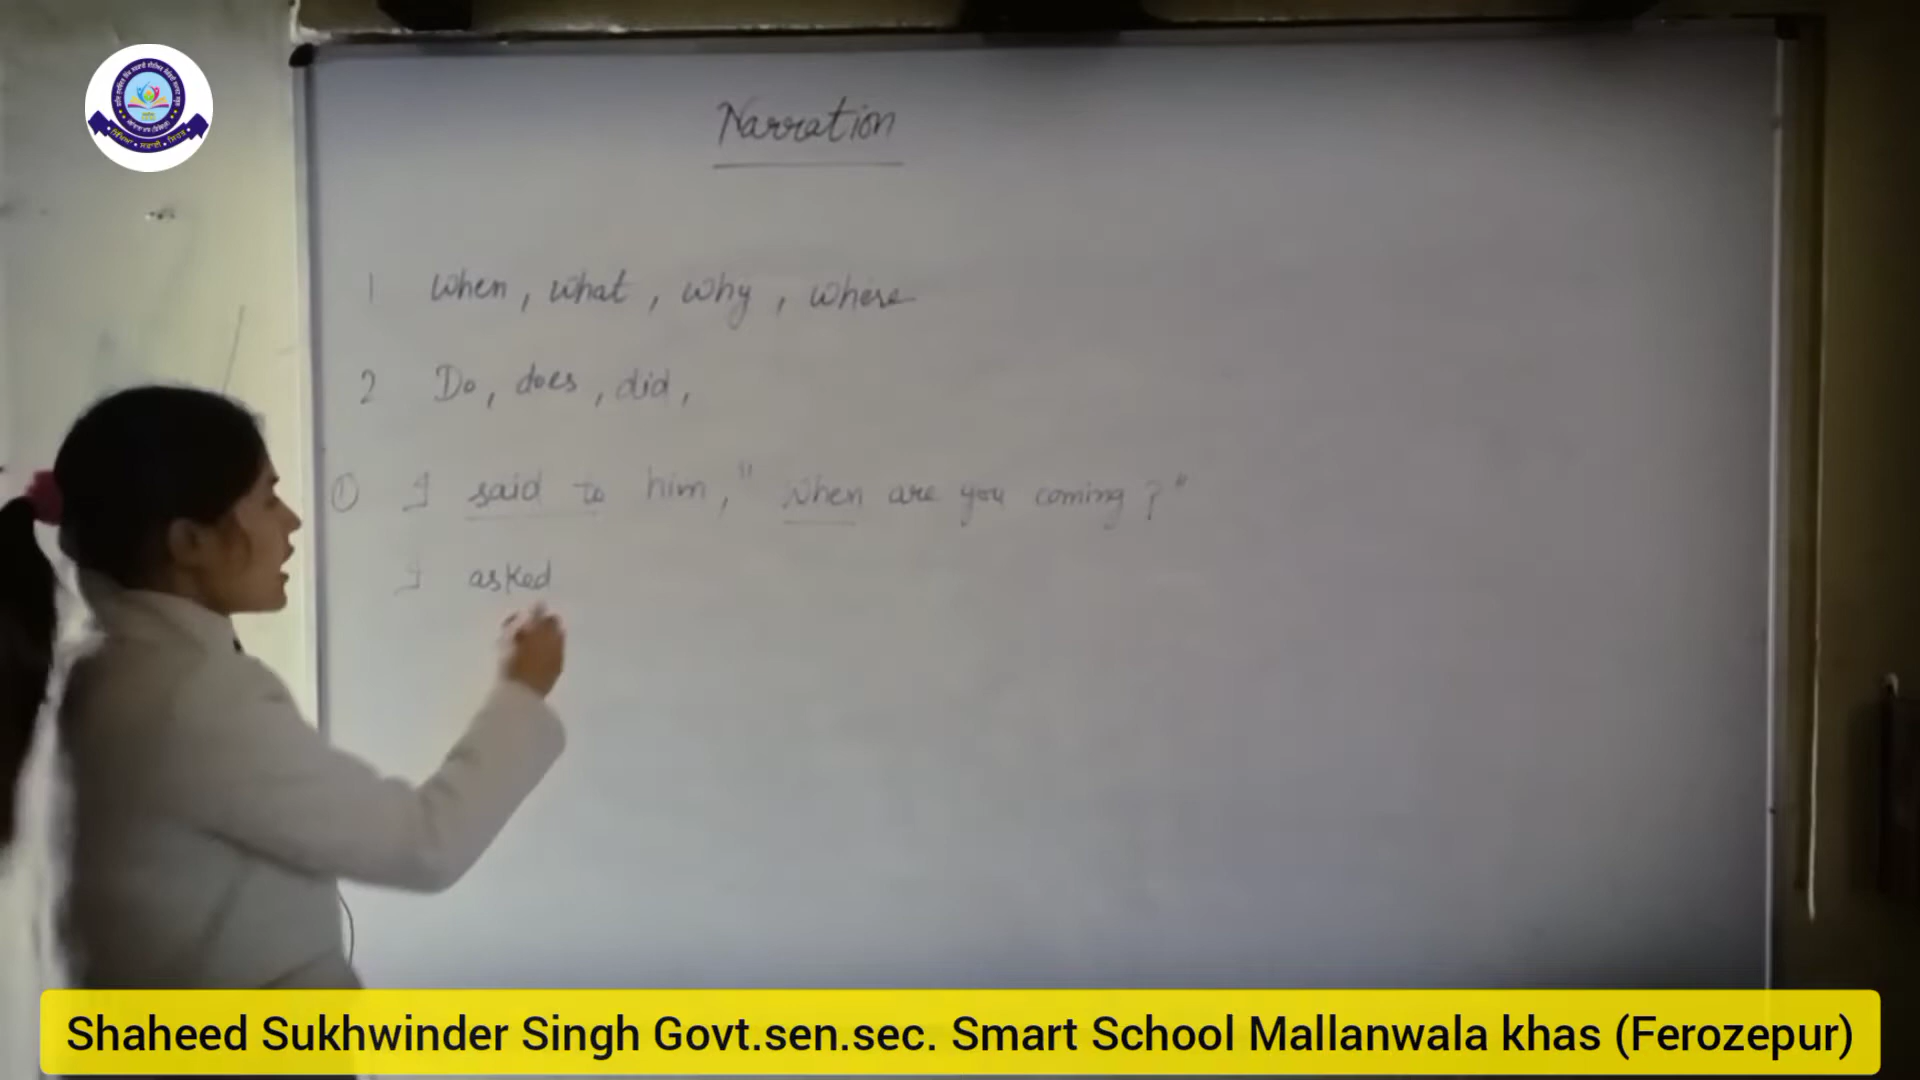 Narration
1 When, what, why, where
2 Do, does, did,
① I said to him, "When are you coming?"
I asked
Shaheed Sukhwinder Singh Govt.sen.sec. Smart School Mallanwala khas (Ferozepur)